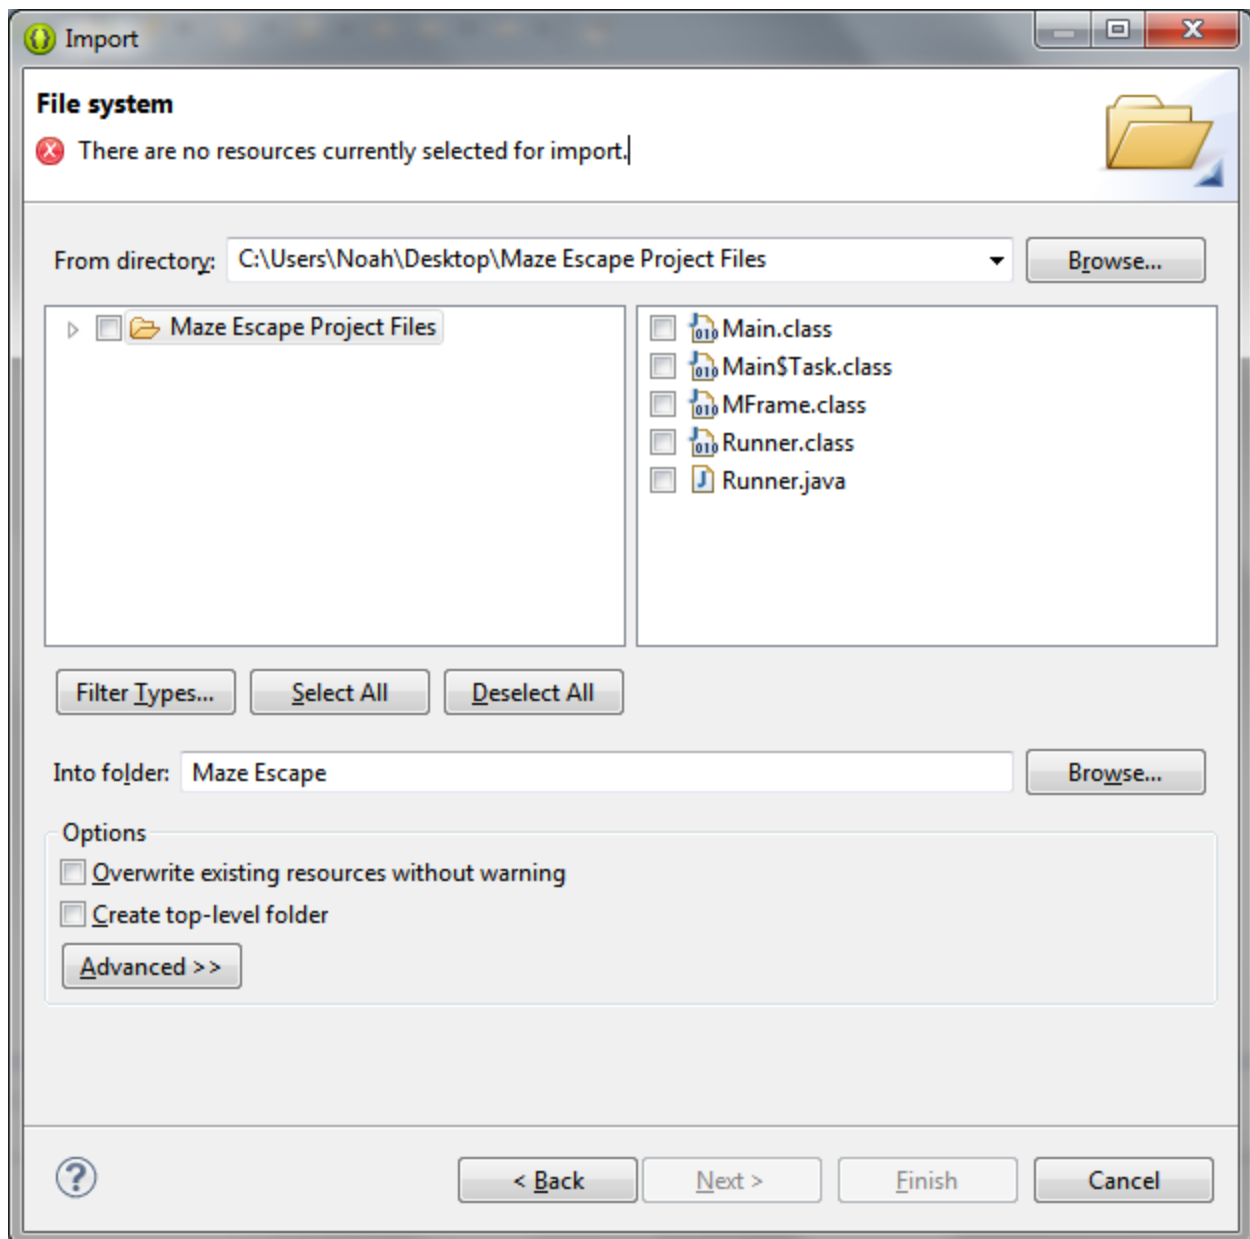 Import
File system
There are no resources currently selected for import.
From directory: C:\Users\Noah\Desktop\Maze Escape Project Files Browse...
Maze Escape Project Files
Main.class
Main$Task.class
MFrame.class
Runner.class
Runner.java
Filter Types... Select All Deselect All
Into folder: Maze Escape Browse...
Options
Overwrite existing resources without warning
Create top-level folder
Advanced >>
? < Back Next > Finish Cancel